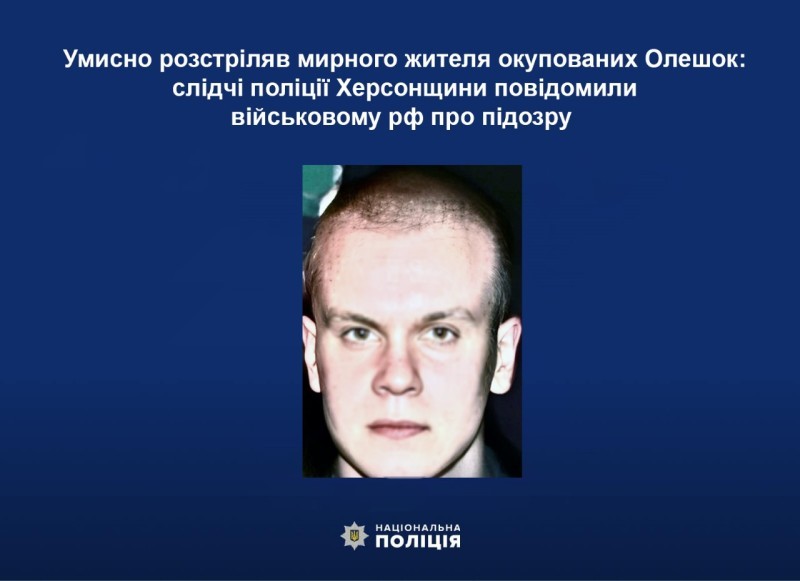 Умисно розстріляв мирного жителя окупованих Олешок:
слідчі поліції Херсонщини повідомили
військовому рф про підозру
НАЦІОНАЛЬНА
ПОЛІЦІЯ